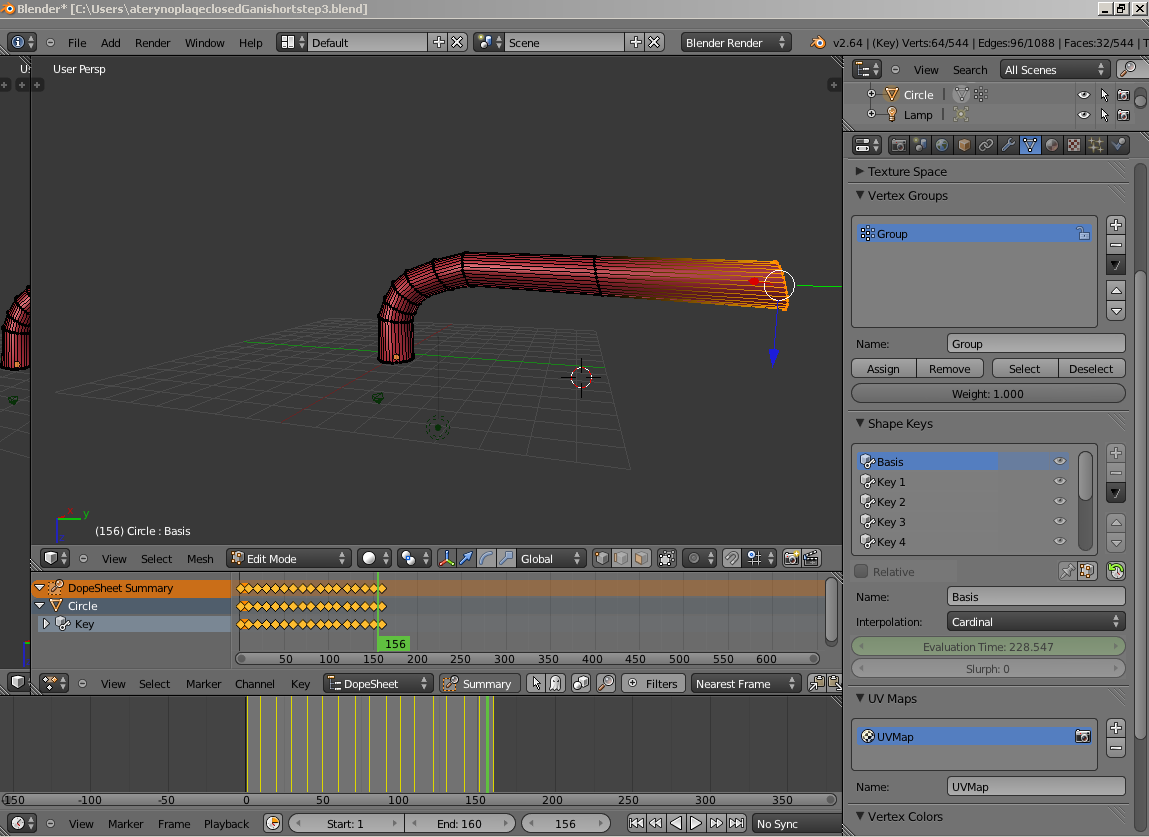 Blender* [C:\Users\aterynoplaqeclosedGanishortstep3.blend]
File Add Render Window Help Default Scene Blender Render v2.64 | (Key) Verts:64/544 | Edges:96/1088 | Faces:32/544 | T
User Persp
View Search All Scenes
Circle
Lamp
Texture Space
Vertex Groups
Group
Name: Group
Assign Remove Select Deselect
Weight: 1.000
Shape Keys
Basis
Key 1
Key 2
Key 3
Key 4
Relative
Name: Basis
Interpolation: Cardinal
Evaluation Time: 228.547
Slurph: 0
UV Maps
UVMap
Name: UVMap
Vertex Colors
y
(156) Circle : Basis
View Select Mesh Edit Mode Global
DopeSheet Summary
Circle
Key
156
50 100 150 200 250 300 350 400 450 500 550 600
View Select Marker Channel Key DopeSheet Summary Filters Nearest Frame
-150 -100 -50 0 50 100 150 200 250 300 350
View Marker Frame Playback Start: 1 End: 160 156 No Sync